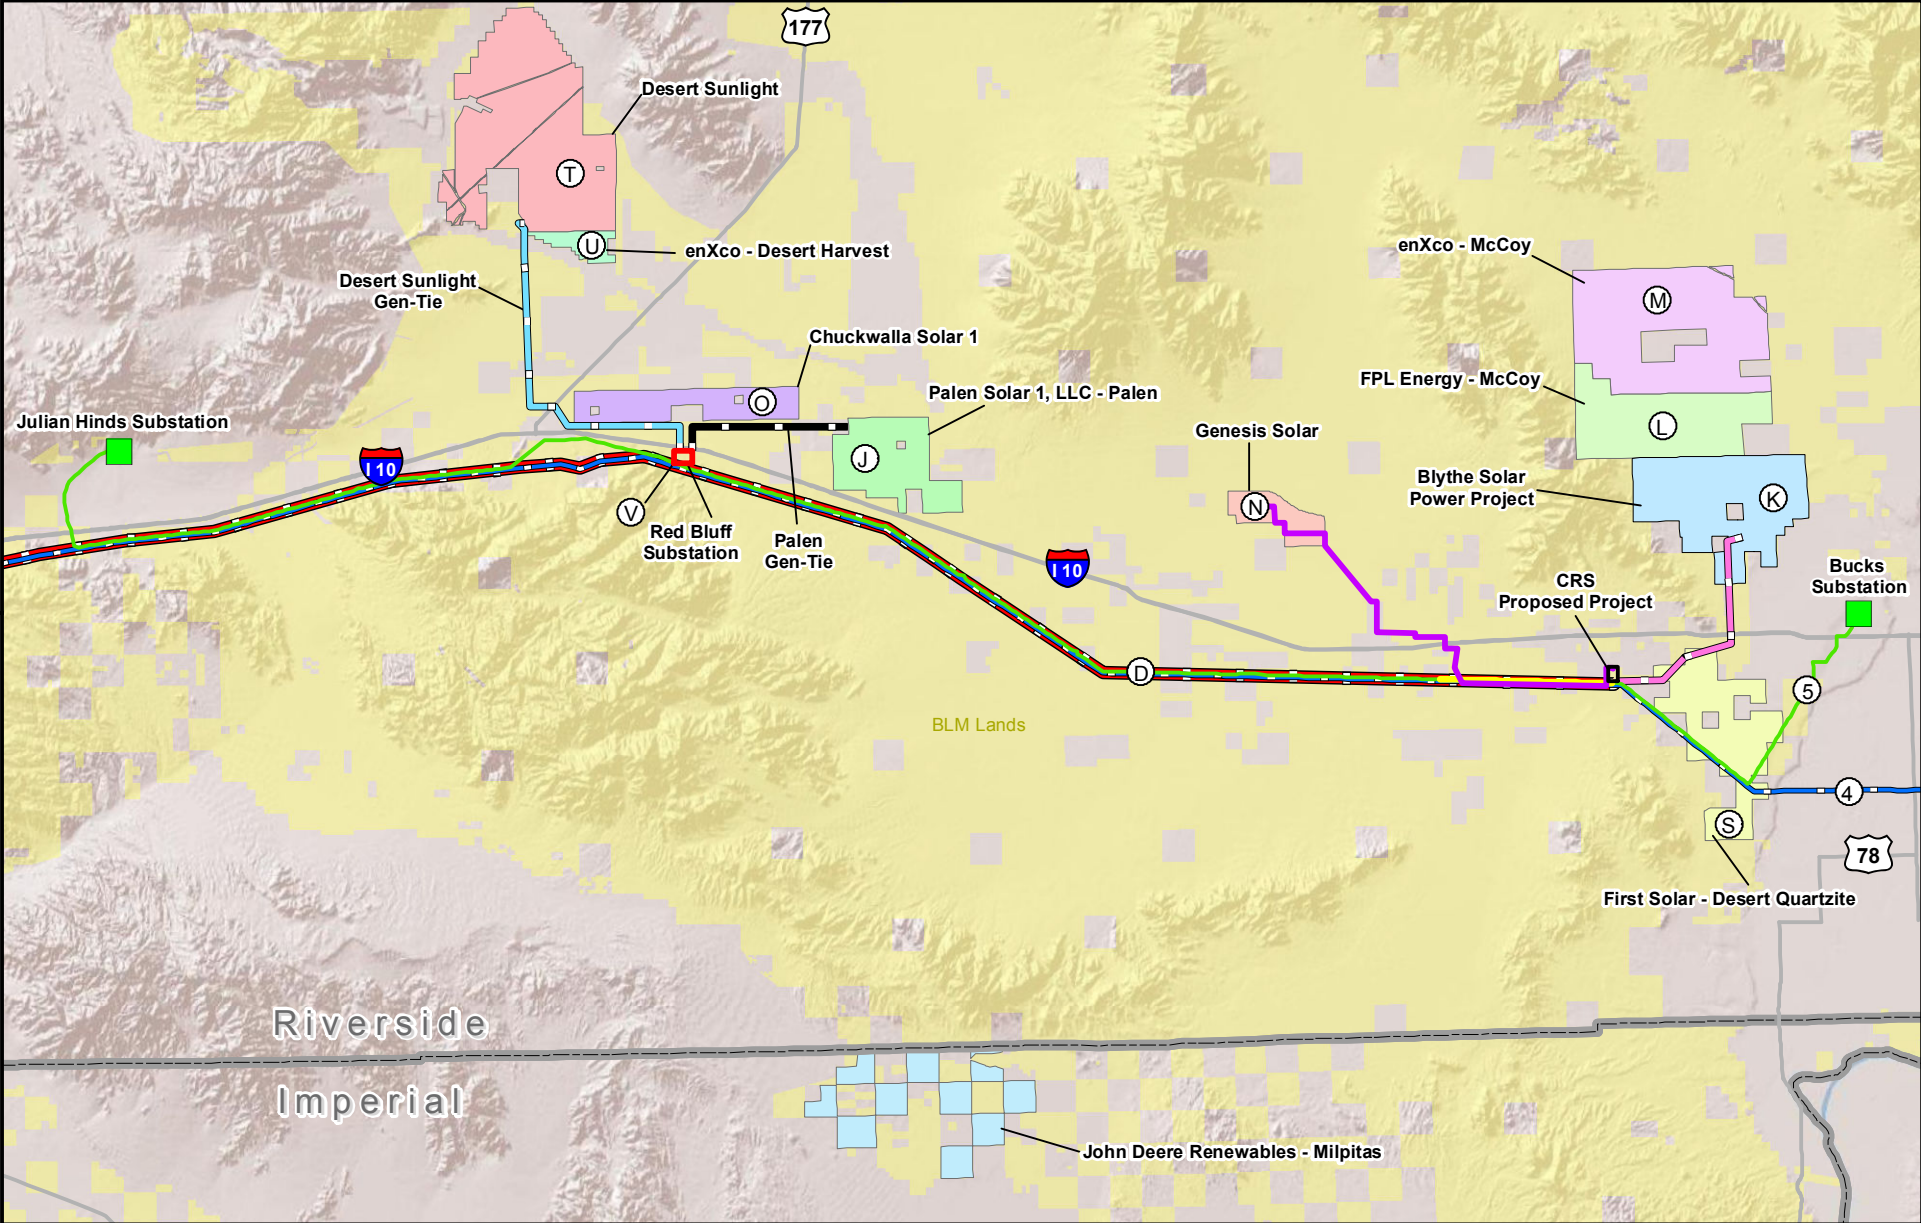 177
Desert Sunlight
T
U
enXco - Desert Harvest
enXco - McCoy
Desert Sunlight
Gen-Tie
M
Chuckwalla Solar 1
FPL Energy - McCoy
O
Palen Solar 1, LLC - Palen
Julian Hinds Substation
L
Genesis Solar
I 10
J
Blythe Solar
Power Project
K
N
V
Red Bluff
Substation
Palen
Gen-Tie
I 10
CRS
Proposed Project
Bucks
Substation
D
5
BLM Lands
4
S
78
First Solar - Desert Quartzite
Riverside
Imperial
John Deere Renewables - Milpitas